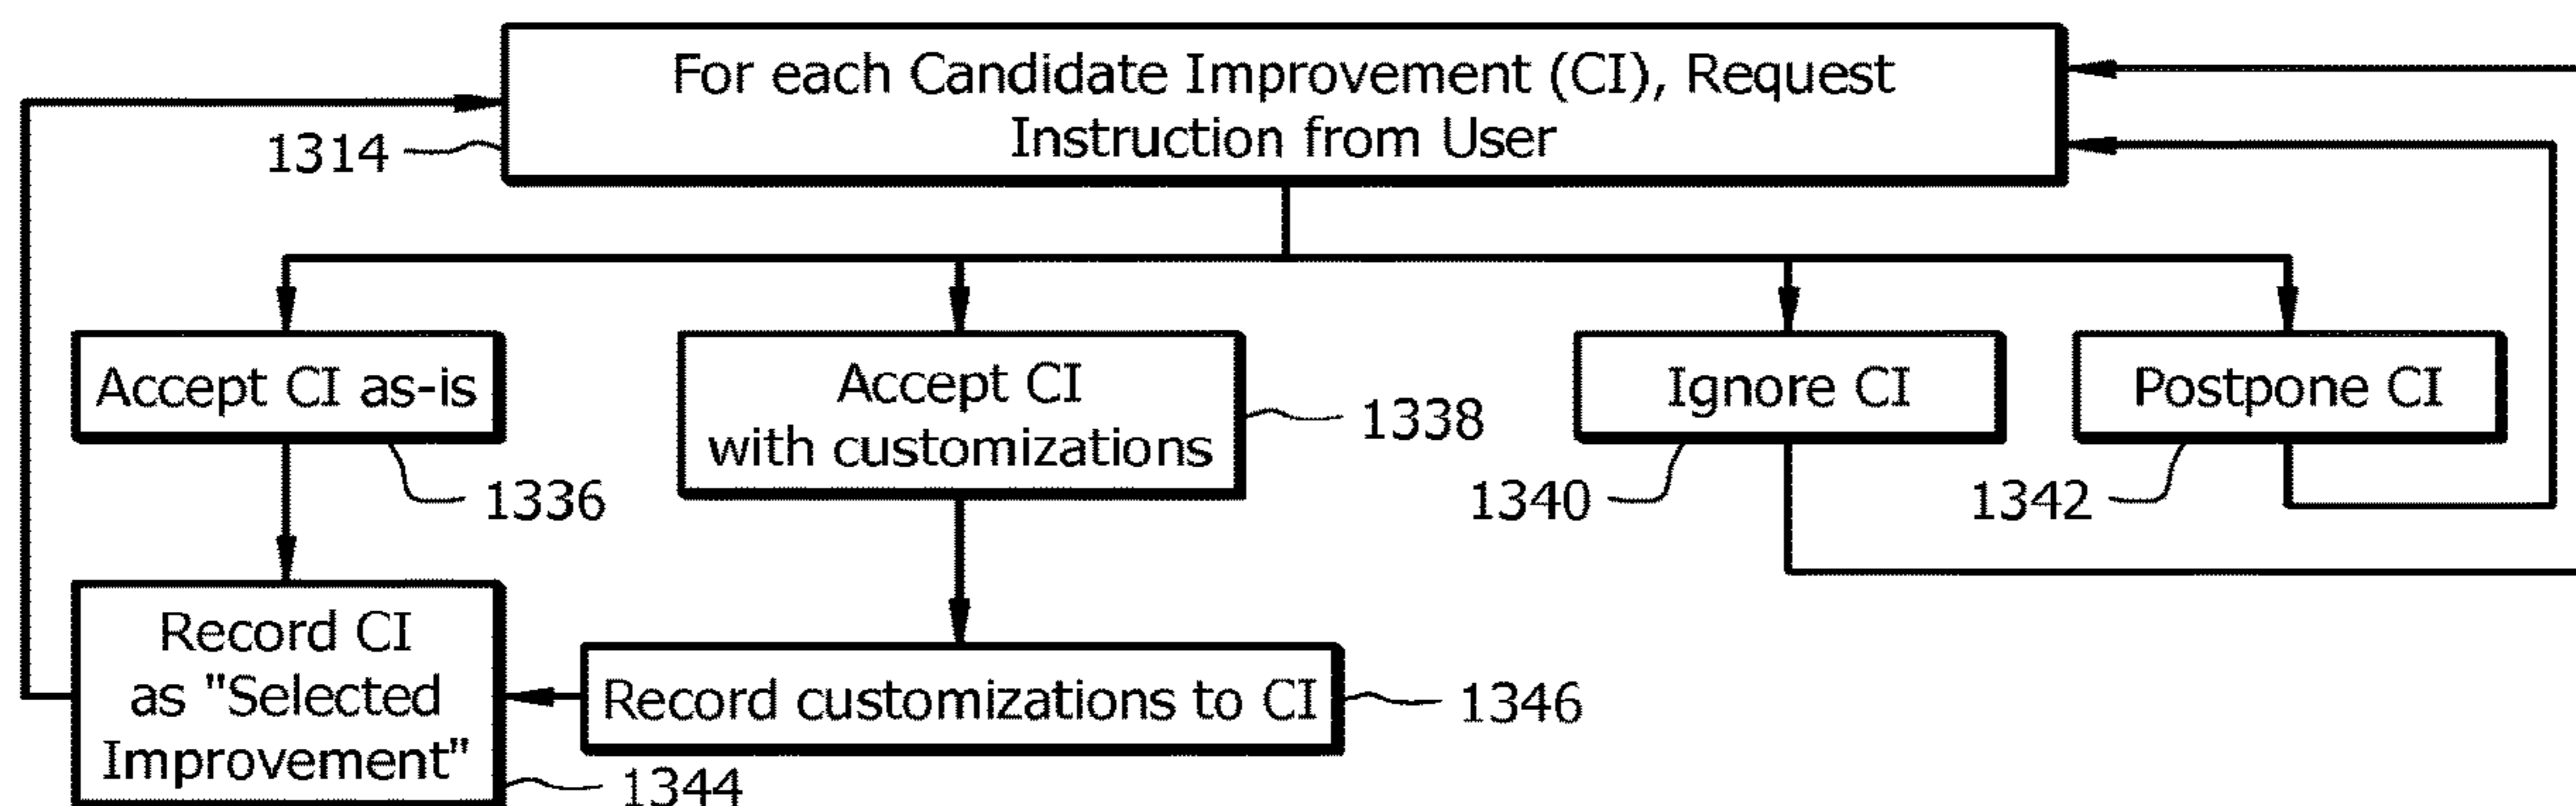 For each Candidate Improvement (CI), Request
Instruction from User
1314
Accept CI as-is
1336
Accept CI
with customizations
1338
Ignore CI
1340
Postpone CI
1342
Record CI
as "Selected
Improvement"
1344
Record customizations to CI
1346